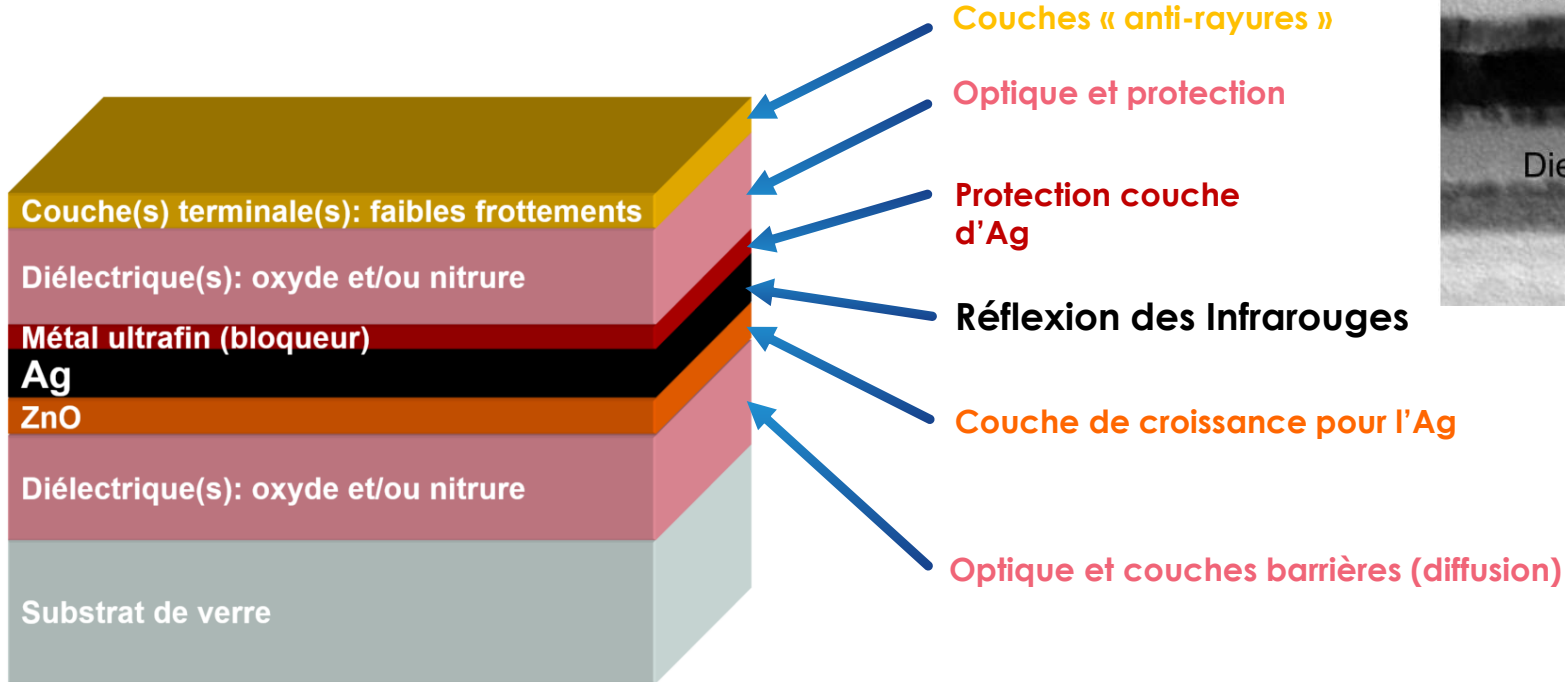 Couches « anti-rayures »
Optique et protection
Protection couche
d’Ag
Réflexion des Infrarouges
Couche de croissance pour l’Ag
Optique et couches barrières (diffusion)
Couche(s) terminale(s): faibles frottements
Diélectrique(s): oxyde et/ou nitrure
Métal ultrafin (bloqueur)
Ag
ZnO
Diélectrique(s): oxyde et/ou nitrure
Substrat de verre